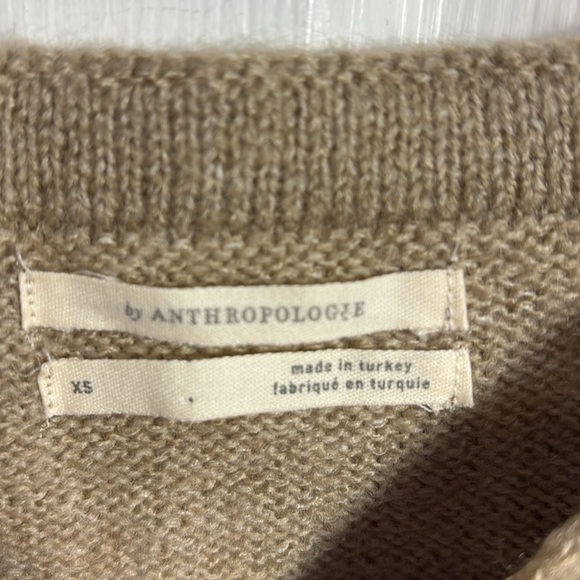 by ANTHROPOLOGIE
XS
made in turkey
fabriqué en turquie